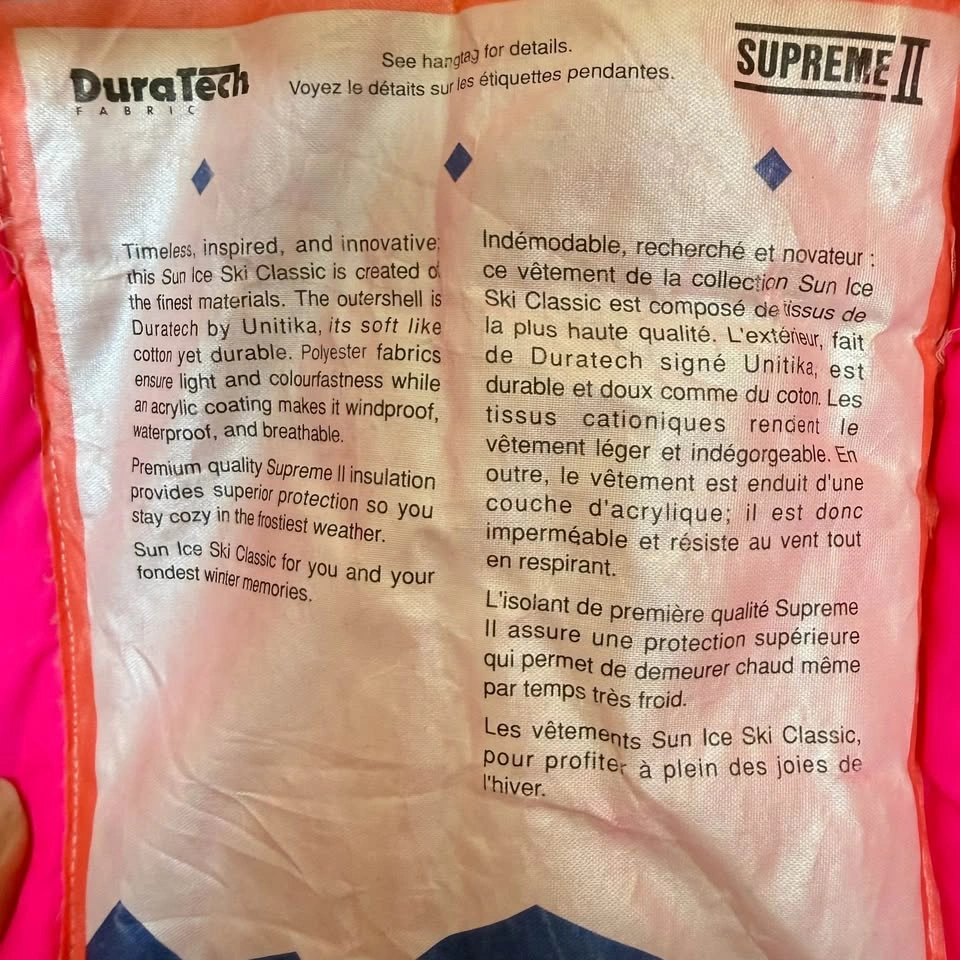 DuraTech
FABRIC
See hangtag for details.
Voyez le détaits sur les étiquettes pendantes.
SUPREME II
Timeless, inspired, and innovative;
this Sun Ice Ski Classic is created of
the finest materials. The outershell is
Duratech by Unitika, its soft like
cotton yet durable. Polyester fabrics
ensure light and colourfastness while
an acrylic coating makes it windproof,
waterproof, and breathable.
Premium quality Supreme II insulation
provides superior protection so you
stay cozy in the frostiest weather.
Sun Ice Ski Classic for you and your
fondest winter memories.
Indémodable, recherché et novateur :
ce vêtement de la collection Sun Ice
Ski Classic est composé de tissus de
la plus haute qualité. L'extérieur, fait
de Duratech signé Unitika, est
durable et doux comme du coton. Les
tissus cationiques rendent le
vêtement léger et indégorgeable. En
outre, le vêtement est enduit d'une
couche d'acrylique; il est donc
imperméable et résiste au vent tout
en respirant.
L'isolant de première qualité Supreme
II assure une protection supérieure
qui permet de demeurer chaud même
par temps très froid.
Les vêtements Sun Ice Ski Classic,
pour profiter à plein des joies de
l'hiver.